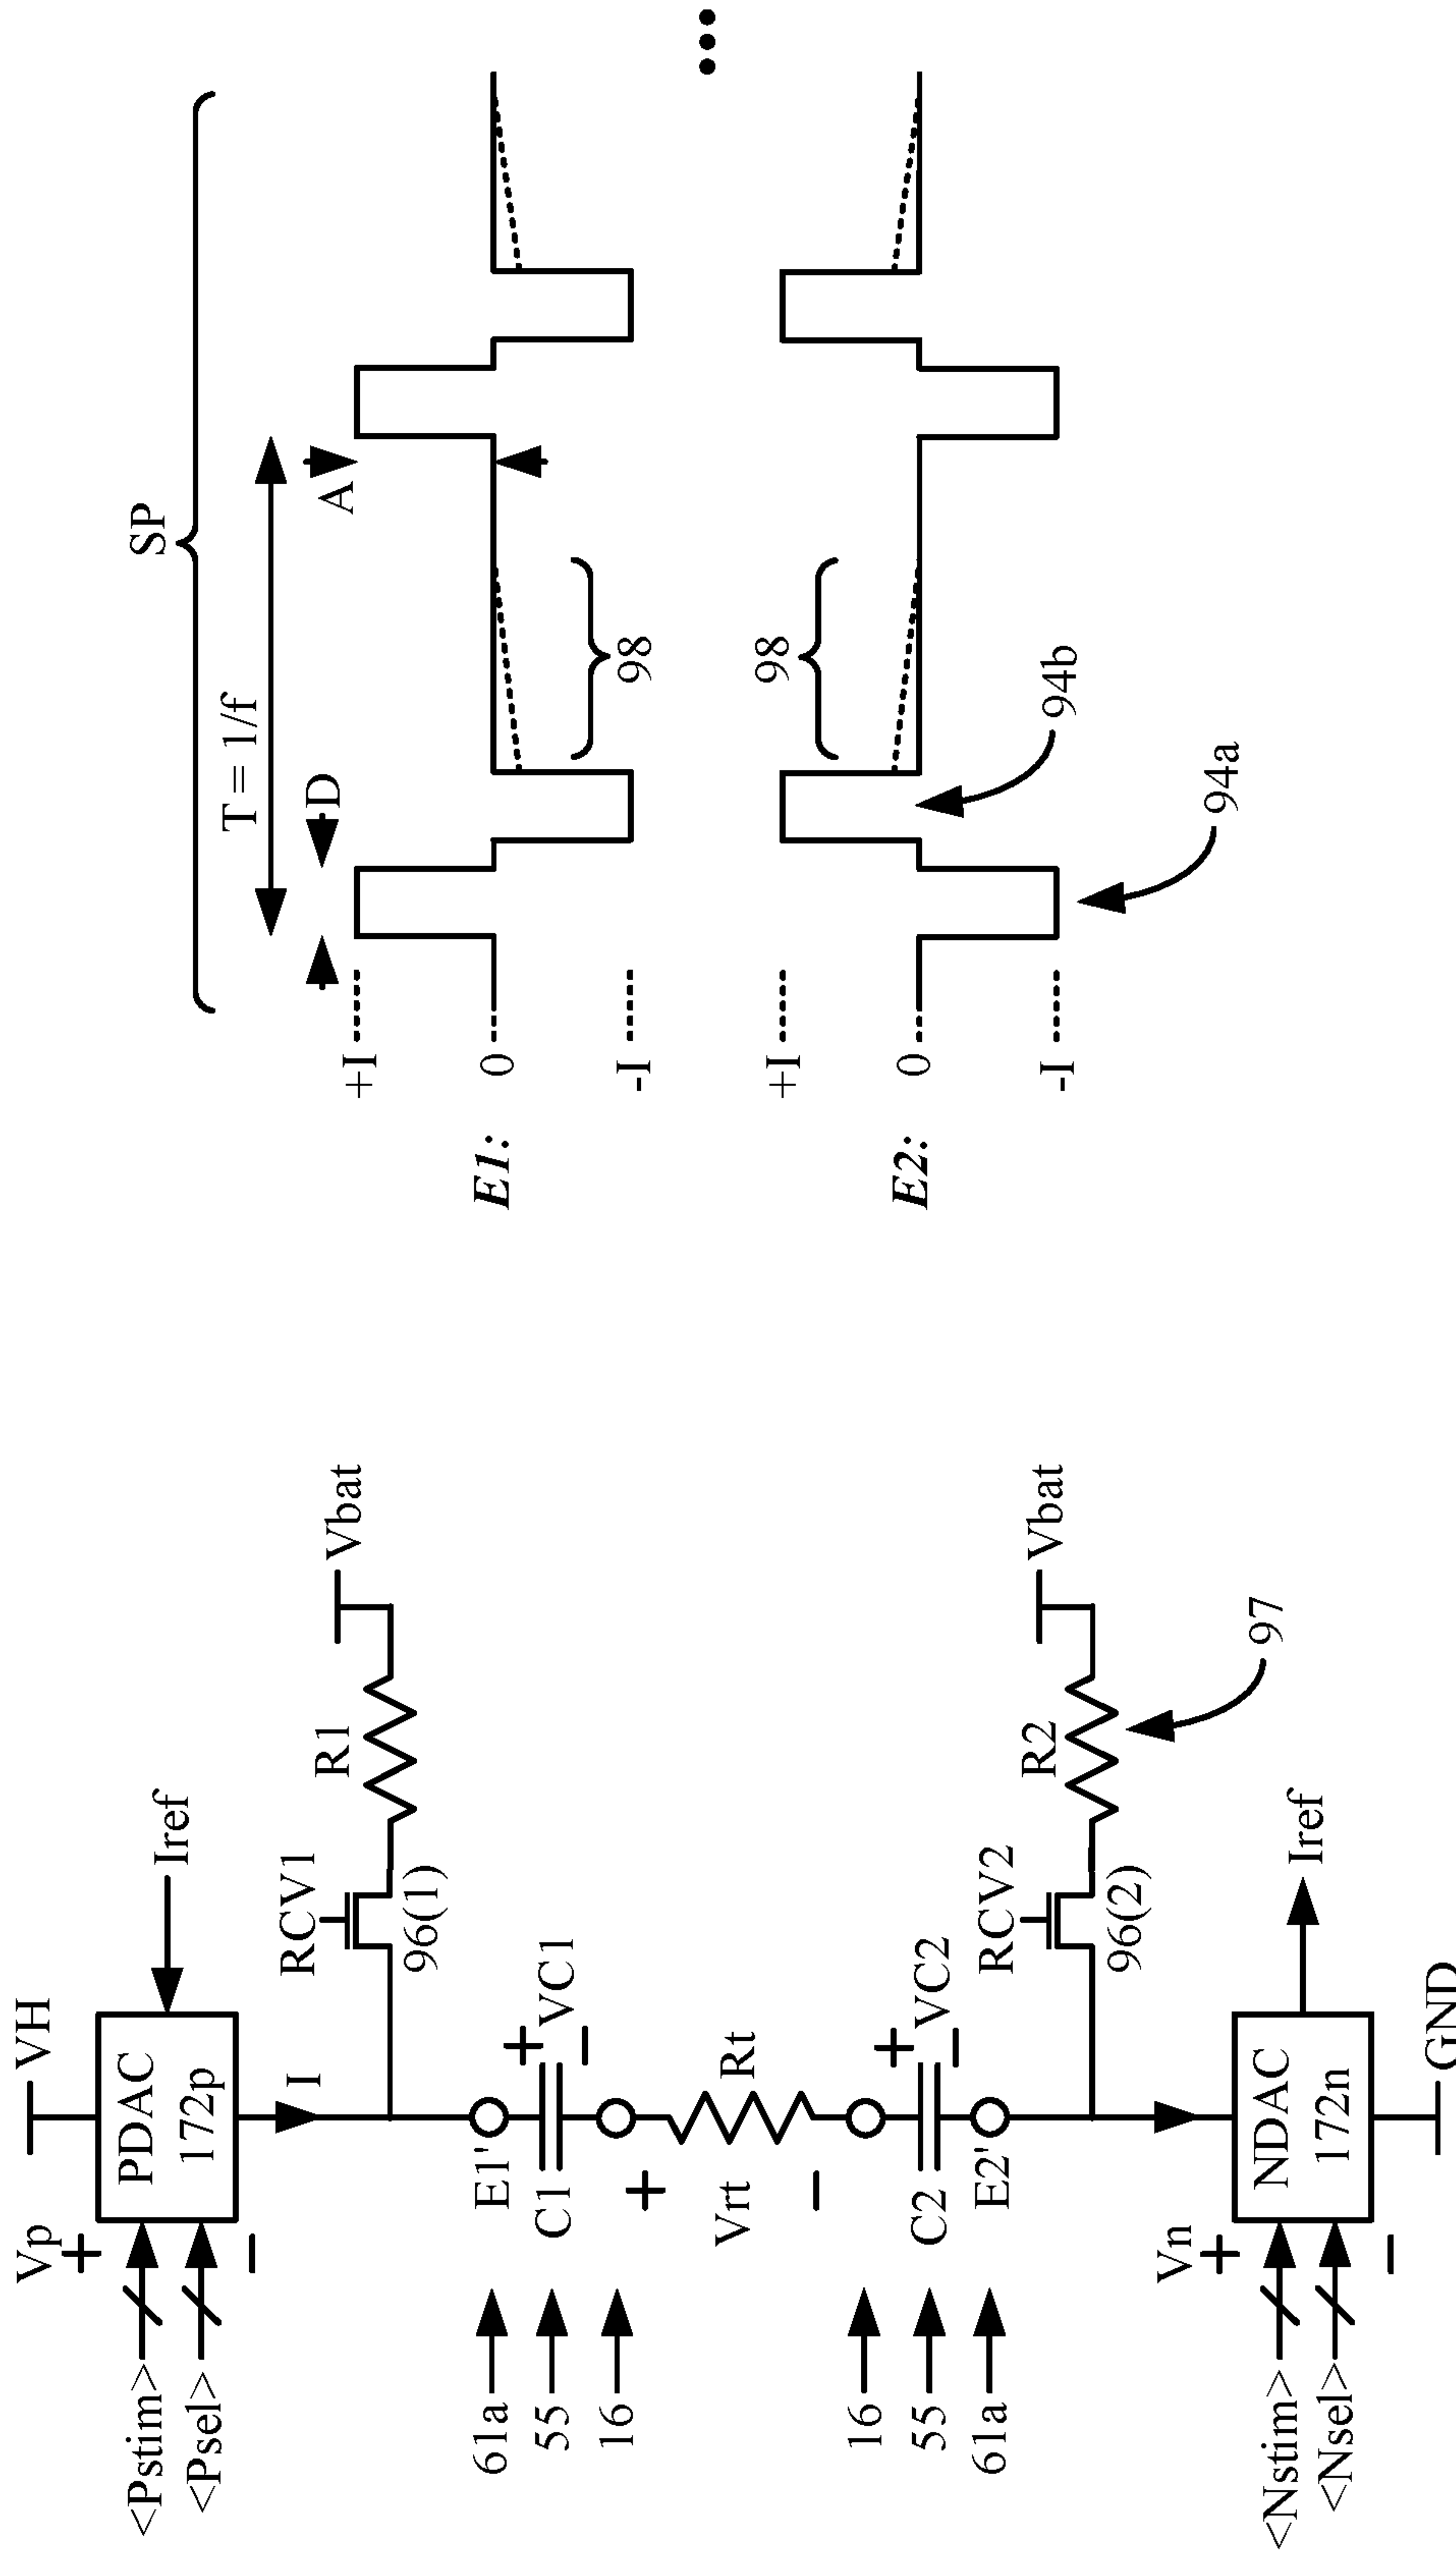 VH
Vp
+
PDAC
172p
-
<Pstim>
<Psel>
Iref
I
RCV1
96(1)
R1
Vbat
61a
E1'
55
C1
+
VC1
-
16
+
Vrt
-
Rt
16
55
C2
+
VC2
-
61a
E2'
RCV2
96(2)
R2
Vbat
97
Vn
+
NDAC
172n
-
<Nstim>
<Nsel>
Iref
GND
SP
T = 1/f
D
A
E1:
+I
0
-I
98
E2:
+I
0
-I
98
94b
94a